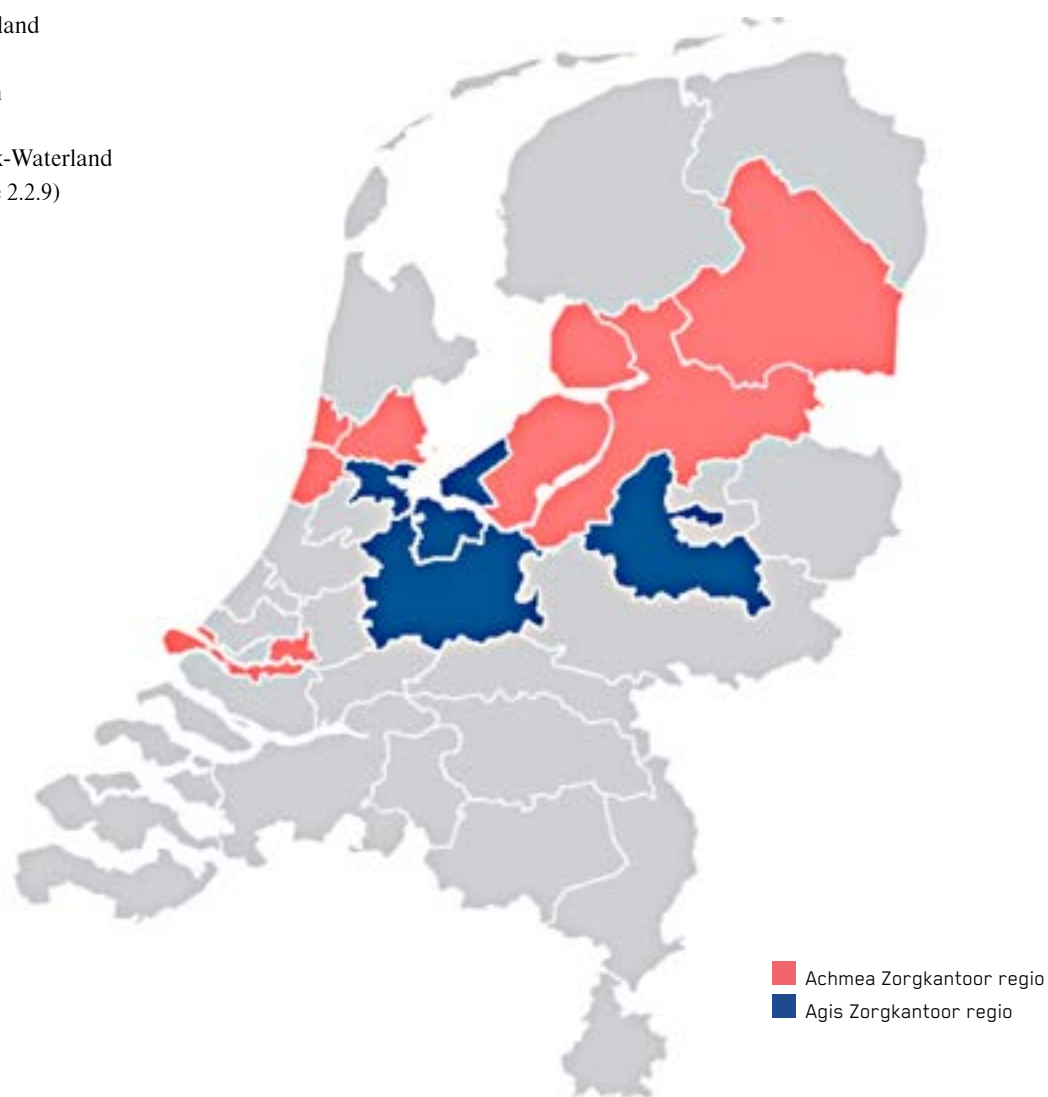 land
k-Waterland
2.2.9)
Achmea Zorgkantoor regio
Agis Zorgkantoor regio